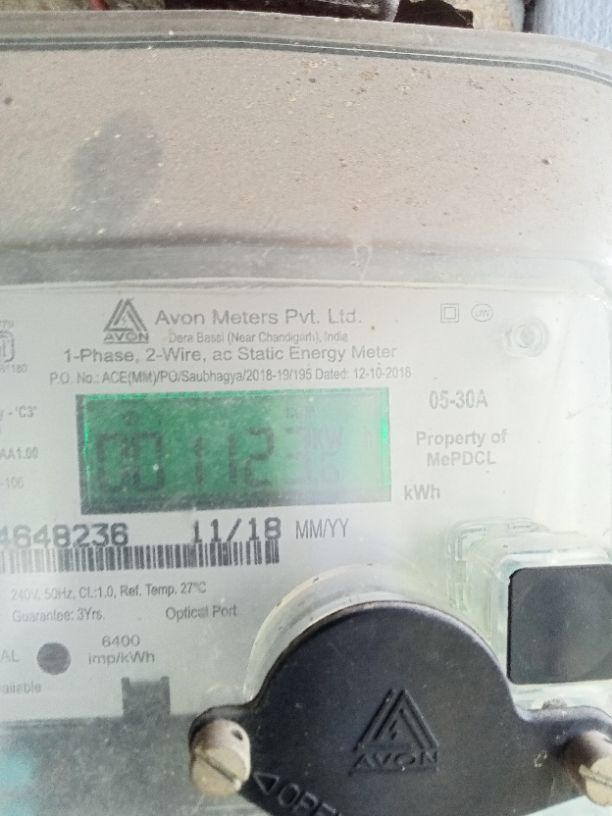 Avon Meters Pvt. Ltd.
AVON
Dera Bassi (Near Chandigarh), India
1-Phase, 2-Wire, ac Static Energy Meter
P.O. No.: ACE(MM)/PO/Saubhagya/2018-19/195 Dated: 12-10-2018
05-30A
Property of
MePDCL
kWh
4648236 11/18 MM/YY
240V, 50Hz, Cl.:1.0, Ref. Temp. 27°C
Guarantee: 3Yrs. Optical Port
6400
imp/kWh
AVON